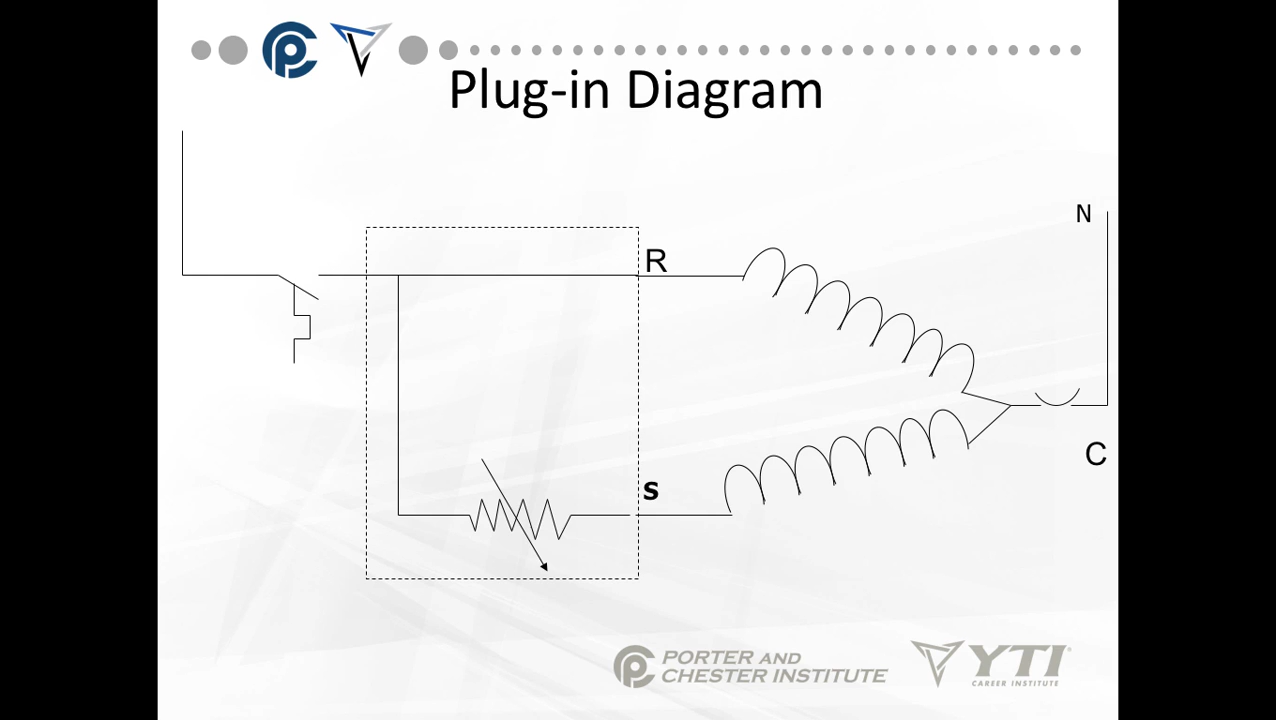 Plug-in Diagram
N
R
C
S
PORTER AND
CHESTER INSTITUTE
YTI
CAREER INSTITUTE